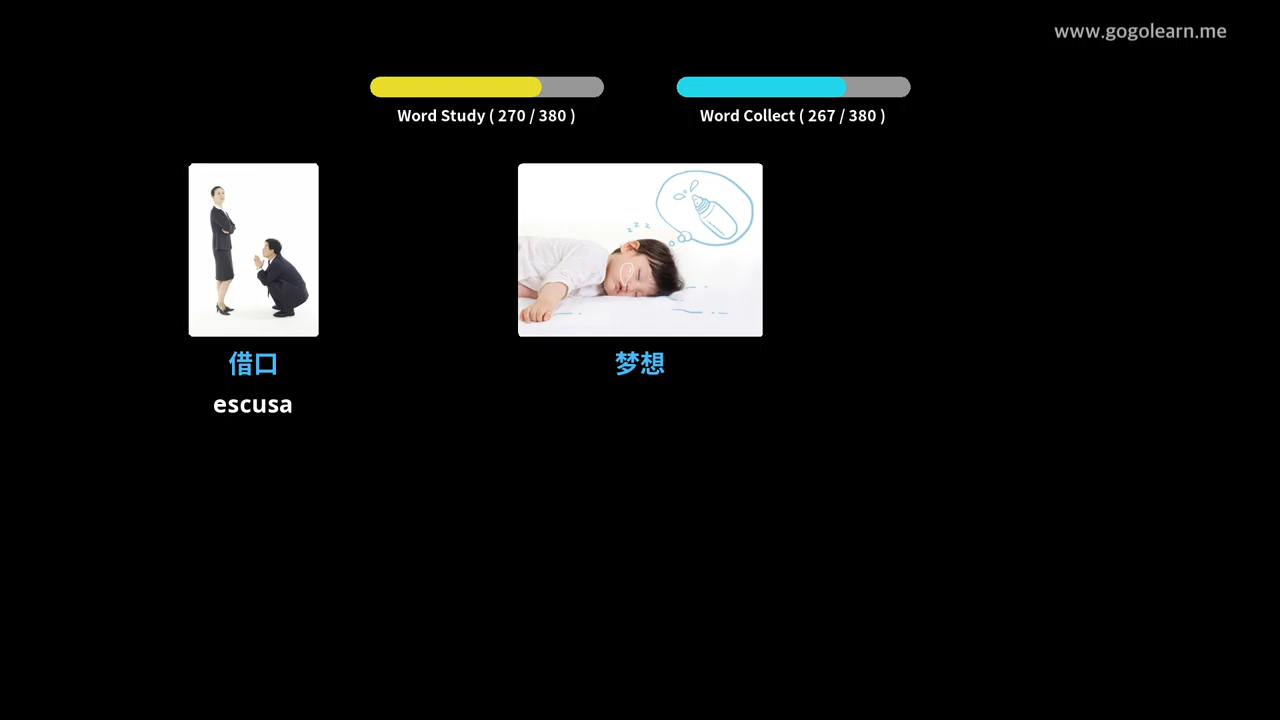 www.gogolearn.me
Word Study ( 270 / 380 )
Word Collect ( 267 / 380 )
z z z
借口
梦想
escusa